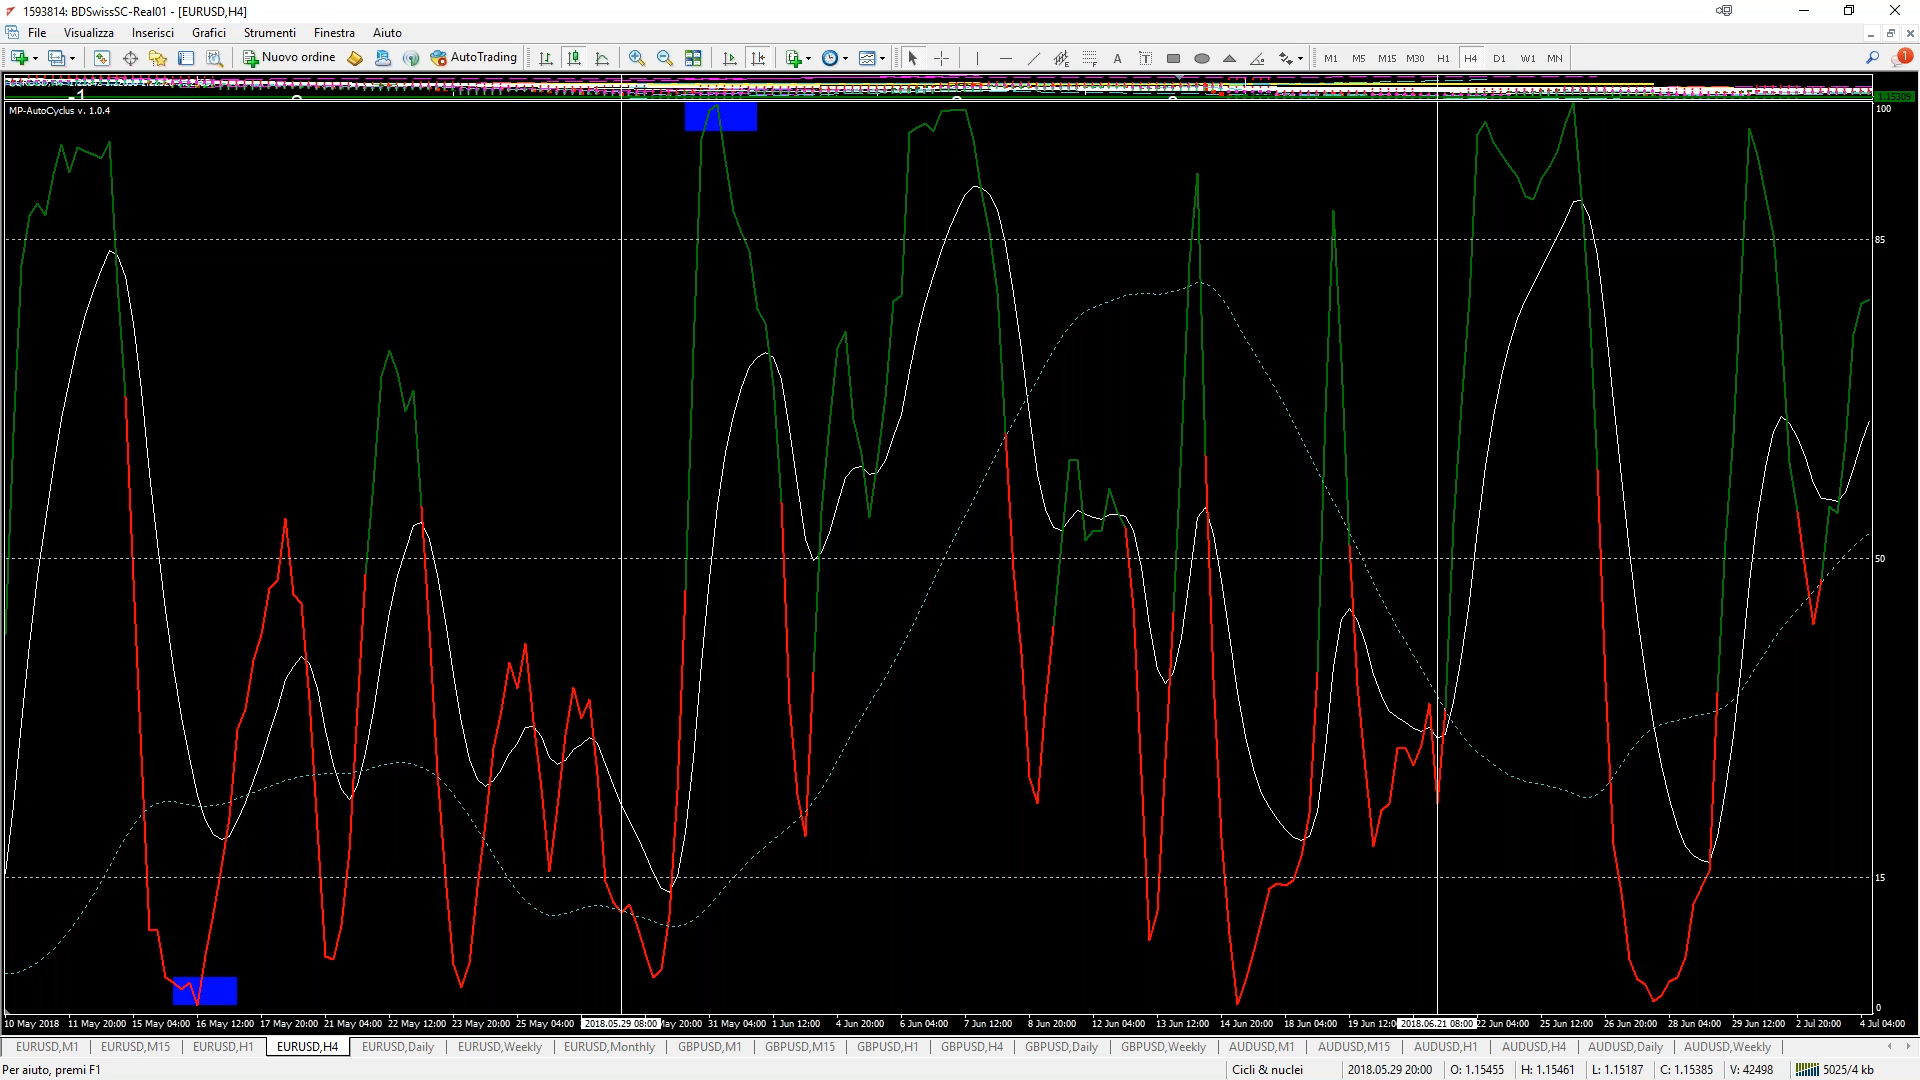 1593814: BDSwissSC-Real01 - [EURUSD,H4]
File Visualizza Inserisci Grafici Strumenti Finestra Aiuto
Nuovo ordine AutoTrading A T M1 M5 M15 M30 H1 H4 D1 W1 MN 1
1.15309
MP-AutoCyclus v. 1.0.4
100
85
50
15
0
10 May 2018 11 May 20:00 15 May 04:00 16 May 12:00 17 May 20:00 21 May 04:00 22 May 12:00 23 May 20:00 25 May 04:00 2018.05.29 08:00 May 20:00 31 May 04:00 1 Jun 12:00 4 Jun 20:00 6 Jun 04:00 7 Jun 12:00 8 Jun 20:00 12 Jun 04:00 13 Jun 12:00 14 Jun 20:00 18 Jun 04:00 19 Jun 12:00 2018.06.21 08:00 22 Jun 04:00 25 Jun 12:00 26 Jun 20:00 28 Jun 04:00 29 Jun 12:00 2 Jul 20:00 4 Jul 04:00
EURUSD,M1 EURUSD,M15 EURUSD,H1 EURUSD,H4 EURUSD,Daily EURUSD,Weekly EURUSD,Monthly GBPUSD,M1 GBPUSD,M15 GBPUSD,H1 GBPUSD,H4 GBPUSD,Daily GBPUSD,Weekly AUDUSD,M1 AUDUSD,M15 AUDUSD,H1 AUDUSD,H4 AUDUSD,Daily AUDUSD,Weekly
Per aiuto, premi F1 Cicli & nuclei 2018.05.29 20:00 O: 1.15455 H: 1.15461 L: 1.15187 C: 1.15385 V: 42498 5025/4 kb